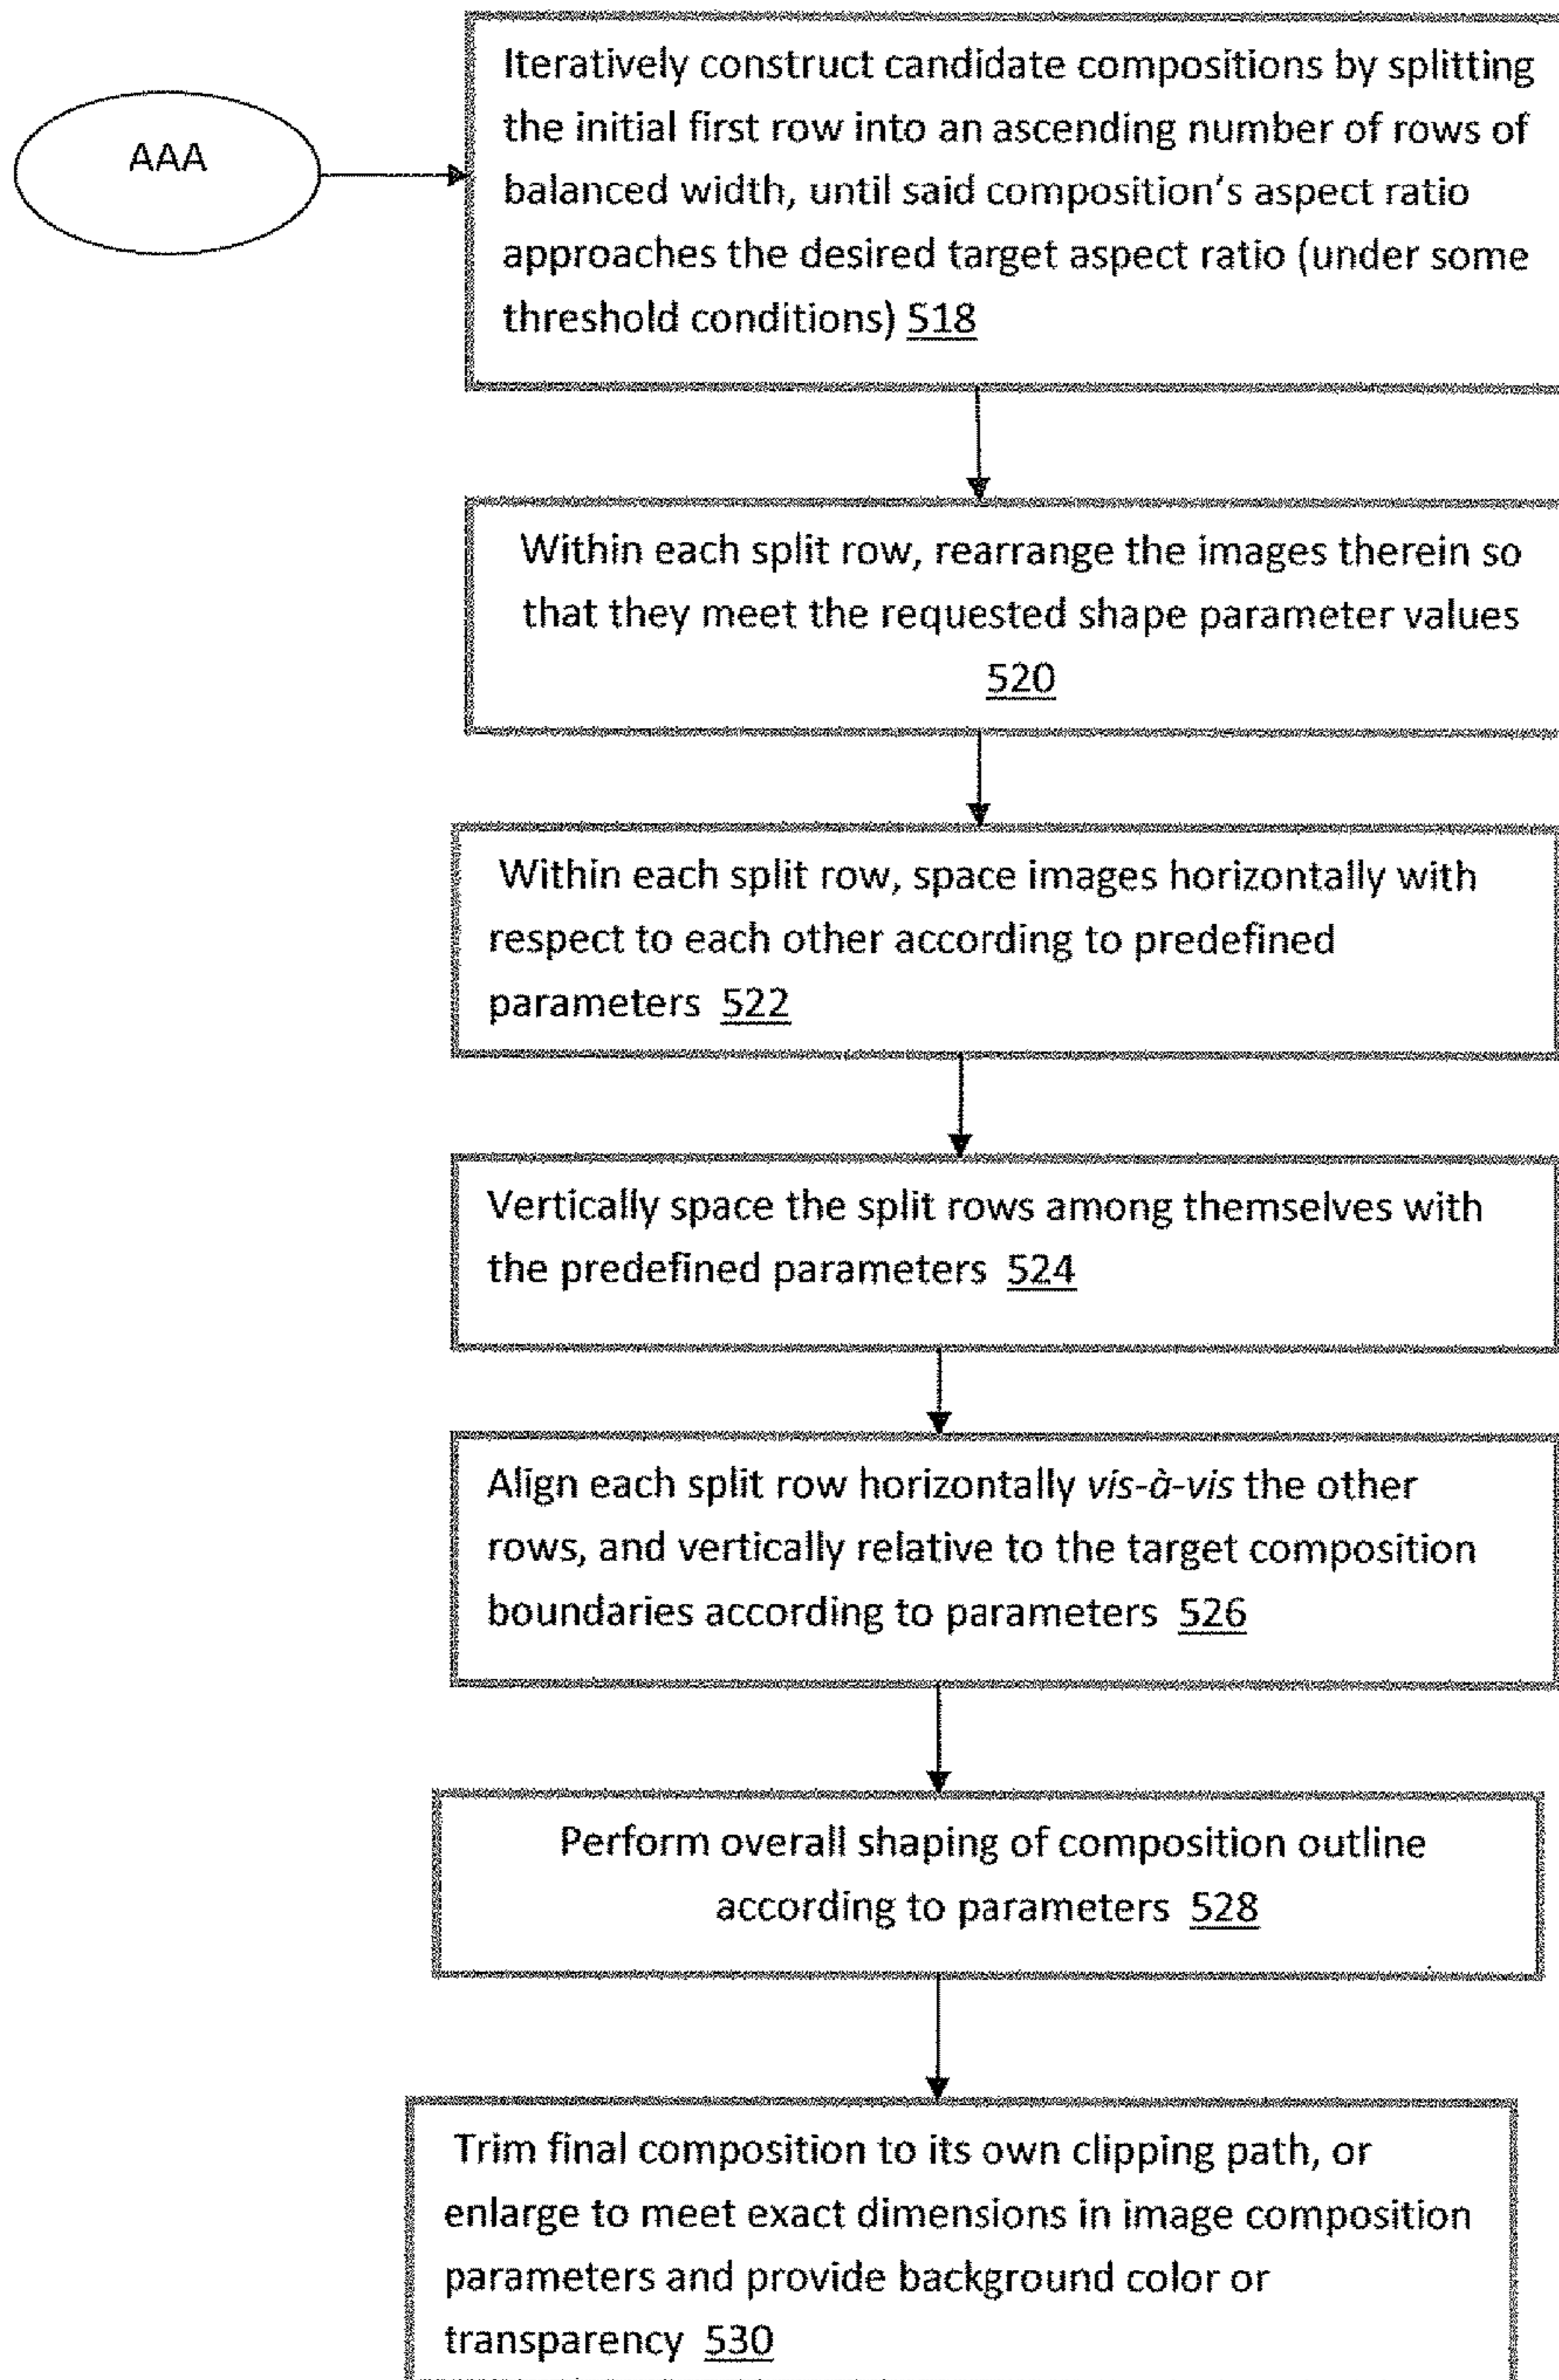 AAA
Iteratively construct candidate compositions by splitting
the initial first row into an ascending number of rows of
balanced width, until said composition's aspect ratio
approaches the desired target aspect ratio (under some
threshold conditions) 518
Within each split row, rearrange the images therein so
that they meet the requested shape parameter values
520
Within each split row, space images horizontally with
respect to each other according to predefined
parameters 522
Vertically space the split rows among themselves with
the predefined parameters 524
Align each split row horizontally vis-à-vis the other
rows, and vertically relative to the target composition
boundaries according to parameters 526
Perform overall shaping of composition outline
according to parameters 528
Trim final composition to its own clipping path, or
enlarge to meet exact dimensions in image composition
parameters and provide background color or
transparency 530